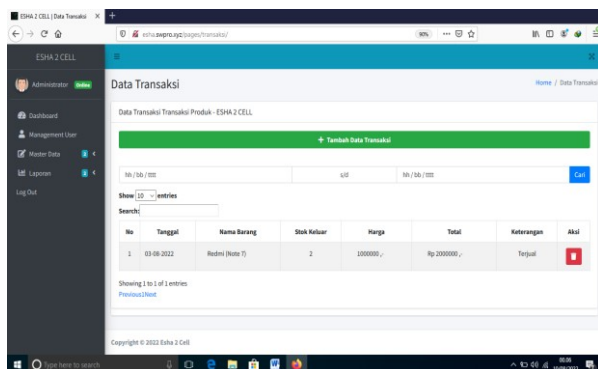 ESHA 2 CELL | Data Transaksi
esha.swpro.xyz/pages/transaksi/
90%
ESHA 2 CELL
Administrator Online
Dashboard
Management User
Master Data
Laporan
Log Out
Data Transaksi
Home / Data Transaksi
Data Transaksi Transaksi Produk - ESHA 2 CELL
+ Tambah Data Transaksi
hh / bb / tttt s/d hh / bb / tttt Cari
Show 10 entries
Search:
No Tanggal Nama Barang Stok Keluar Harga Total Keterangan Aksi
1 03-08-2022 Redmi (Note 7) 2 1000000 ,- Rp 2000000 ,- Terjual
Showing 1 to 1 of 1 entries
Previous1Next
Copyright © 2022 Esha 2 Cell
Type here to search
00.06